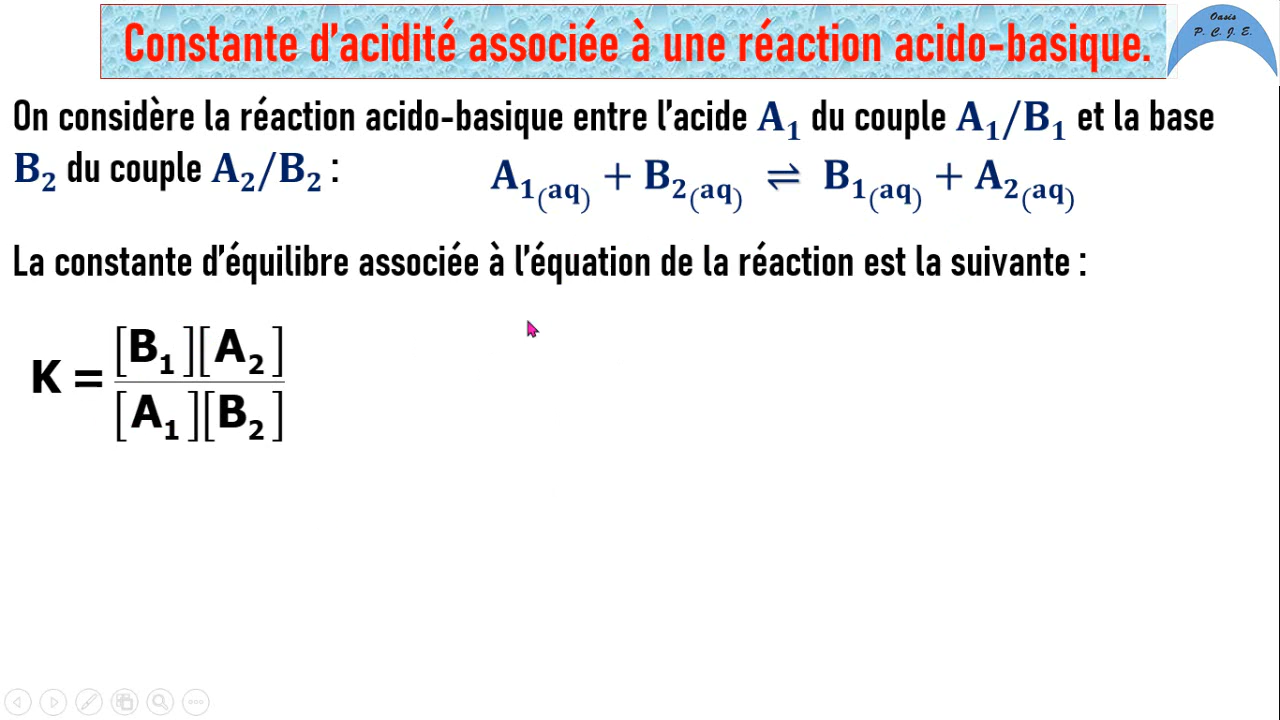 Constante d’acidité associée à une réaction acido-basique.
Oasis
P. C. J. E.
On considère la réaction acido-basique entre l’acide A₁ du couple A₁/B₁ et la base
B₂ du couple A₂/B₂ :
A₁(aq) + B₂(aq) ⇌ B₁(aq) + A₂(aq)
La constante d’équilibre associée à l’équation de la réaction est la suivante :
K = [B₁][A₂] / [A₁][B₂]